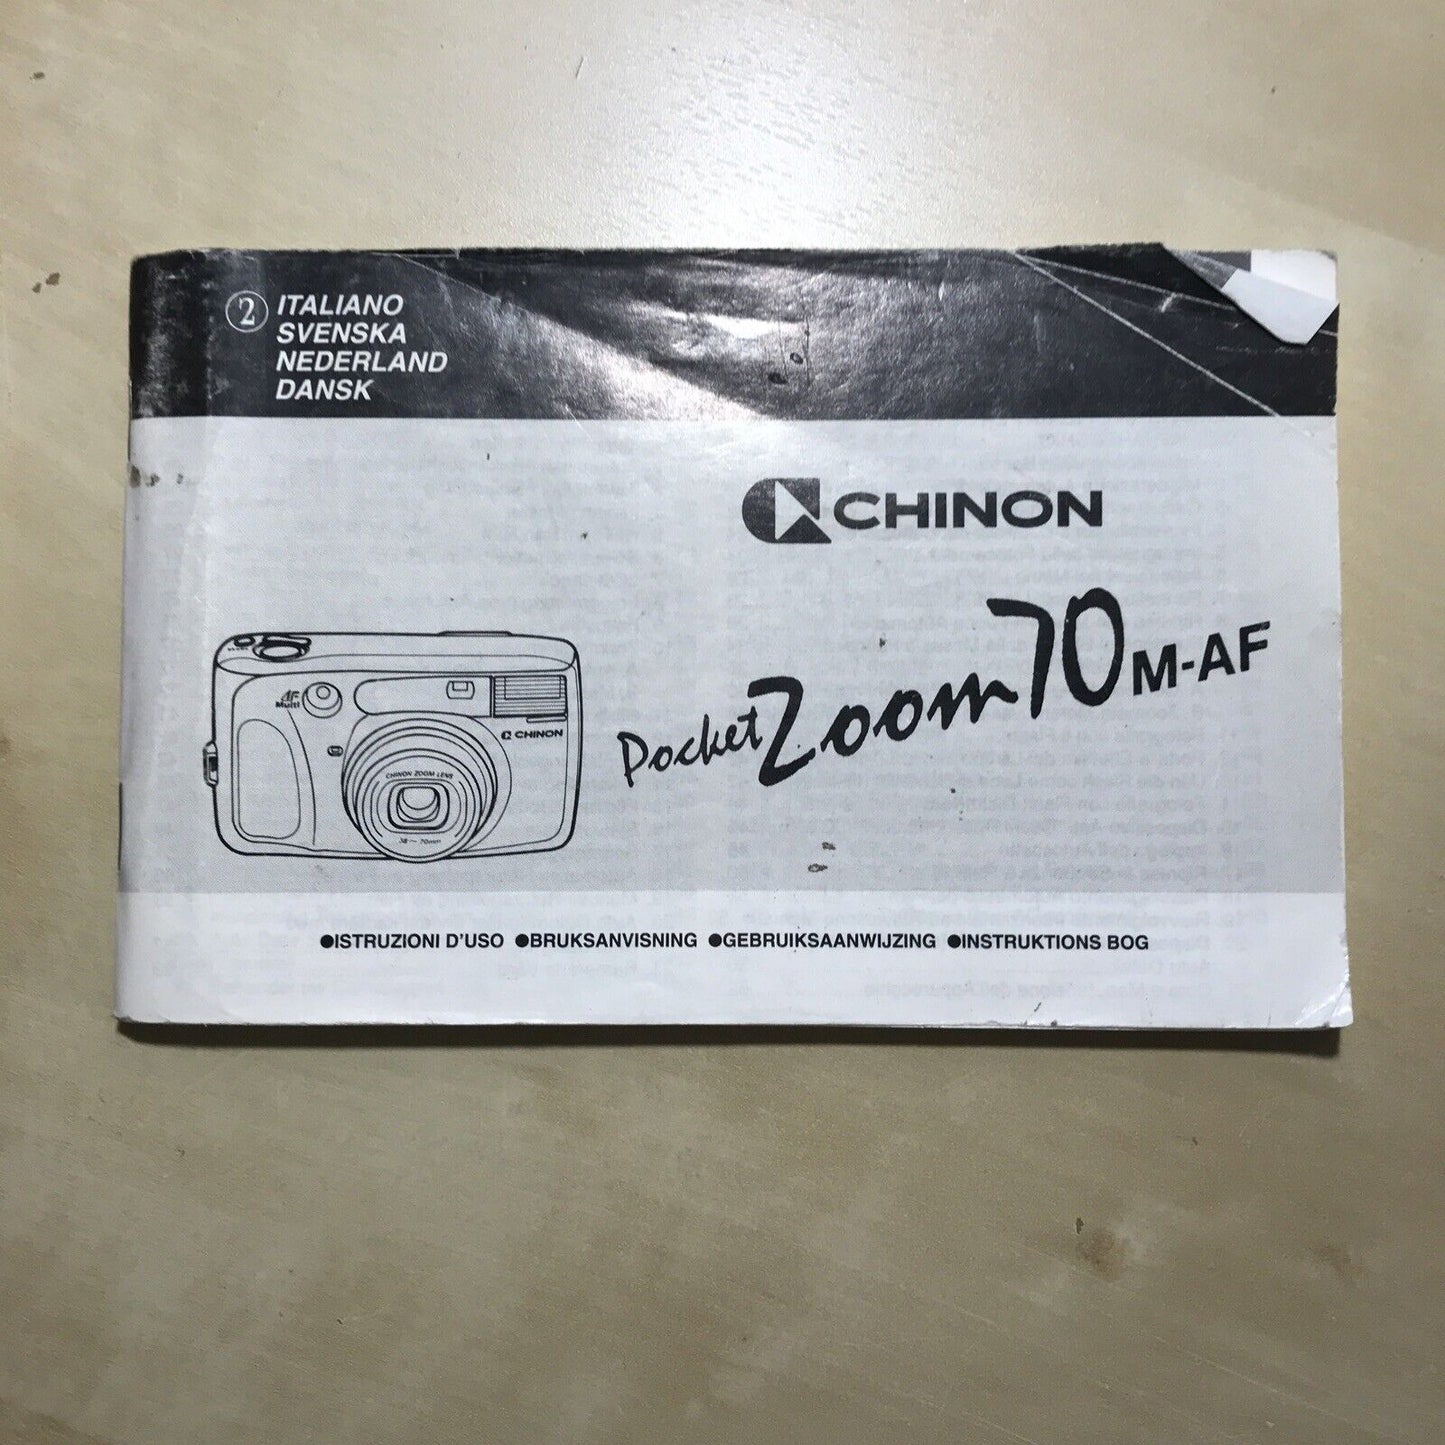 2 ITALIANO
SVENSKA
NEDERLAND
DANSK
CHINON
Pocket Zoom 70 M-AF
AF
Multi
CHINON
CHINON ZOOM LENS
38 ~ 70mm
●ISTRUZIONI D'USO ●BRUKSANVISNING ●GEBRUIKSAANWIJZING ●INSTRUKTIONS BOG